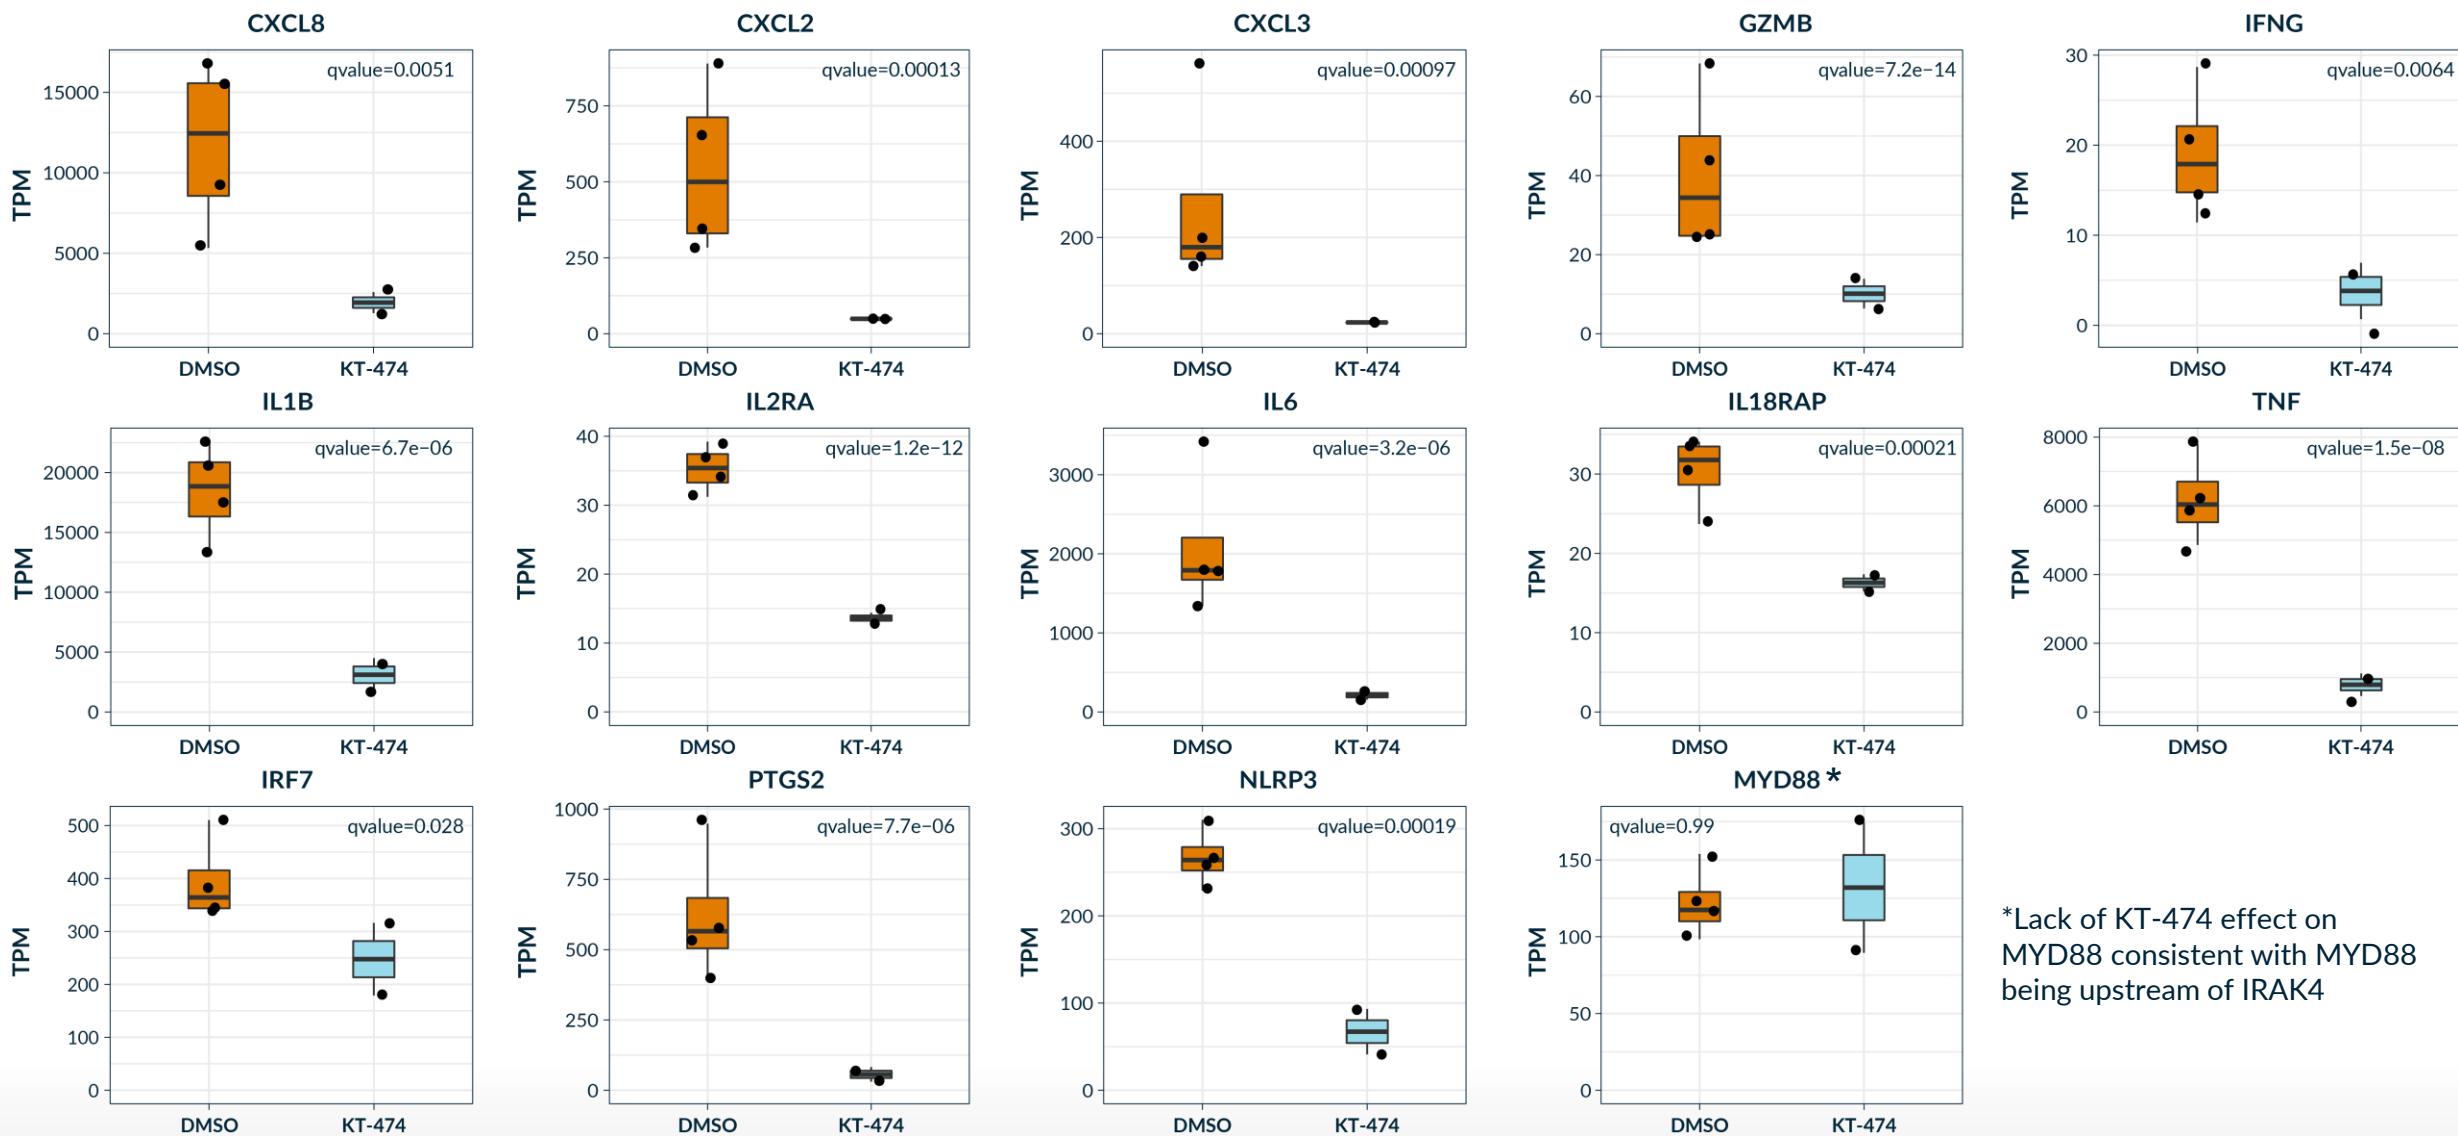 CXCL8
CXCL2
CXCL3
GZMB
IFNG
TPM
15000
10000
5000
0
qvalue=0.0051
DMSO
KT-474
TPM
750
500
250
0
qvalue=0.00013
DMSO
KT-474
TPM
400
200
0
qvalue=0.00097
DMSO
KT-474
TPM
60
40
20
0
qvalue=7.2e−14
DMSO
KT-474
TPM
30
20
10
0
qvalue=0.0064
DMSO
KT-474
IL1B
IL2RA
IL6
IL18RAP
TNF
TPM
20000
15000
10000
5000
0
qvalue=6.7e−06
DMSO
KT-474
TPM
40
30
20
10
0
qvalue=1.2e−12
DMSO
KT-474
TPM
3000
2000
1000
0
qvalue=3.2e−06
DMSO
KT-474
TPM
30
20
10
0
qvalue=0.00021
DMSO
KT-474
TPM
8000
6000
4000
2000
0
qvalue=1.5e−08
DMSO
KT-474
IRF7
PTGS2
NLRP3
MYD88 *
TPM
500
400
300
200
100
0
qvalue=0.028
DMSO
KT-474
TPM
1000
750
500
250
0
qvalue=7.7e−06
DMSO
KT-474
TPM
300
200
100
0
qvalue=0.00019
DMSO
KT-474
TPM
150
100
50
0
qvalue=0.99
DMSO
KT-474
*Lack of KT-474 effect on
MYD88 consistent with MYD88
being upstream of IRAK4